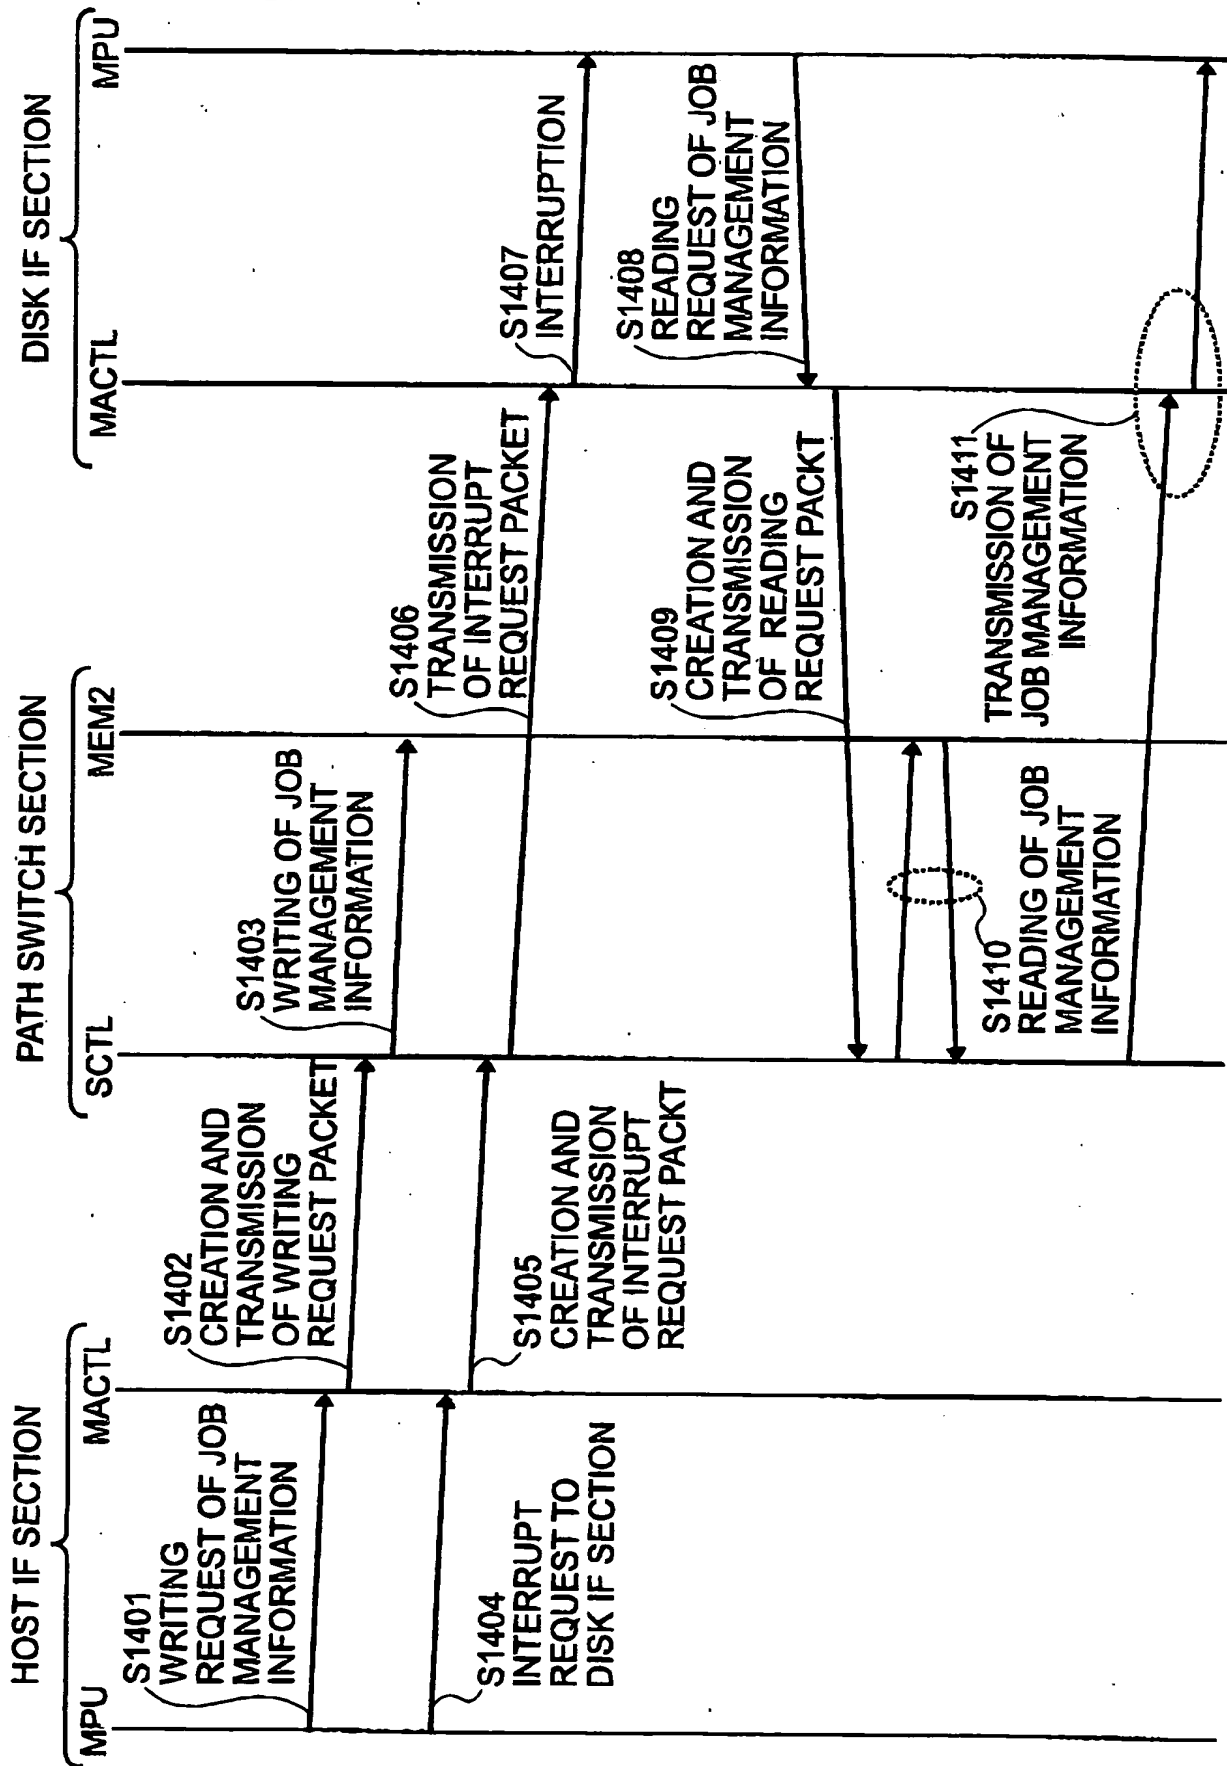 HOST IF SECTION
PATH SWITCH SECTION
DISK IF SECTION
MPU
MACTL
SCTL
MEM2
MACTL
MPU
S1401
WRITING
REQUEST OF JOB
MANAGEMENT
INFORMATION
S1402
CREATION AND
TRANSMISSION
OF WRITING
REQUEST PACKET
S1403
WRITING OF JOB
MANAGEMENT
INFORMATION
S1404
INTERRUPT
REQUEST TO
DISK IF SECTION
S1405
CREATION AND
TRANSMISSION
OF INTERRUPT
REQUEST PACKT
S1406
TRANSMISSION
OF INTERRUPT
REQUEST PACKET
S1407
INTERRUPTION
S1408
READING
REQUEST OF JOB
MANAGEMENT
INFORMATION
S1409
CREATION AND
TRANSMISSION
OF READING
REQUEST PACKT
S1410
READING OF JOB
MANAGEMENT
INFORMATION
S1411
TRANSMISSION OF
JOB MANAGEMENT
INFORMATION